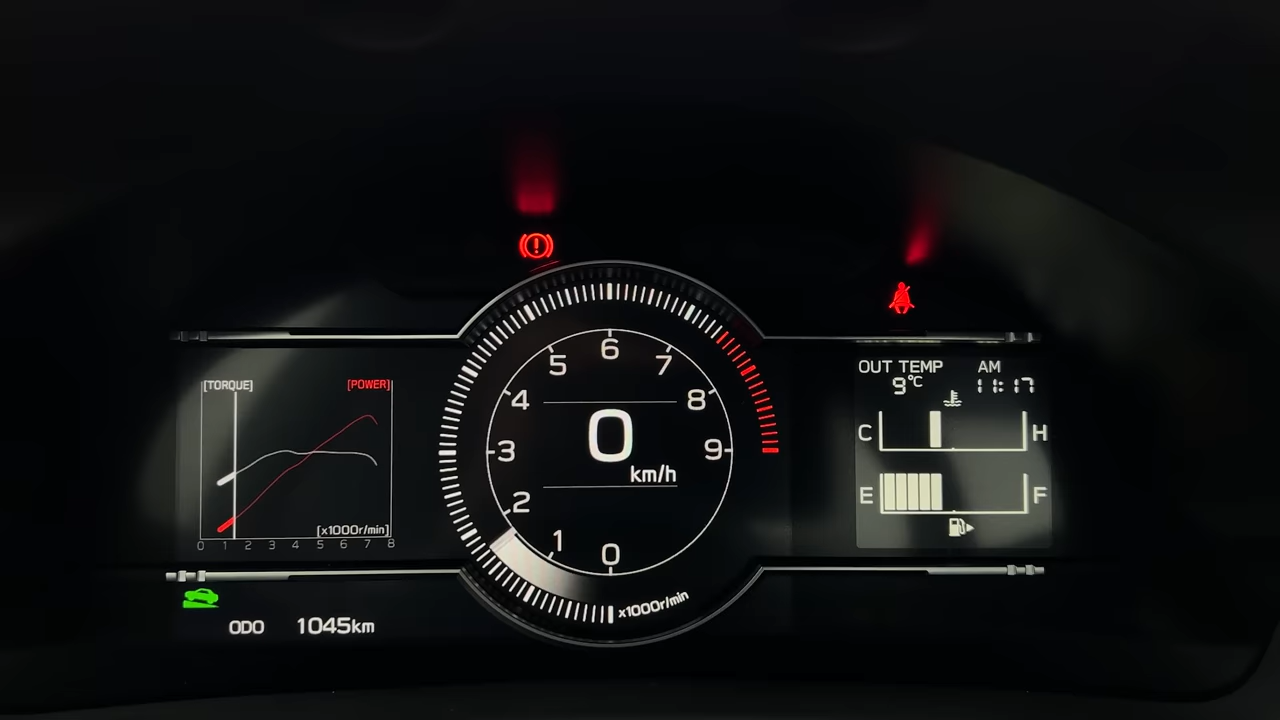 [TORQUE] [POWER]
[x1000r/min]
0 1 2 3 4 5 6 7 8
ODO 1045km
0 1 2 3 4 5 6 7 8 9
0
km/h
x1000r/min
OUT TEMP AM
9°C 11:17
C H
E F